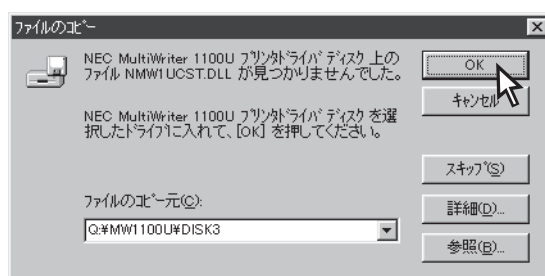 ファイルのコピー
NEC MultiWriter 1100U プリンタドライバ ディスク 上の
ファイル NMW1UCST.DLL が見つかりませんでした。
NEC MultiWriter 1100U プリンタドライバ ディスク を選
択したドライブに入れて、[OK] を押してください。
ファイルのコピー元(C):
Q:¥MW1100U¥DISK3
OK
キャンセル
スキップ(S)
詳細(D)...
参照(B)...